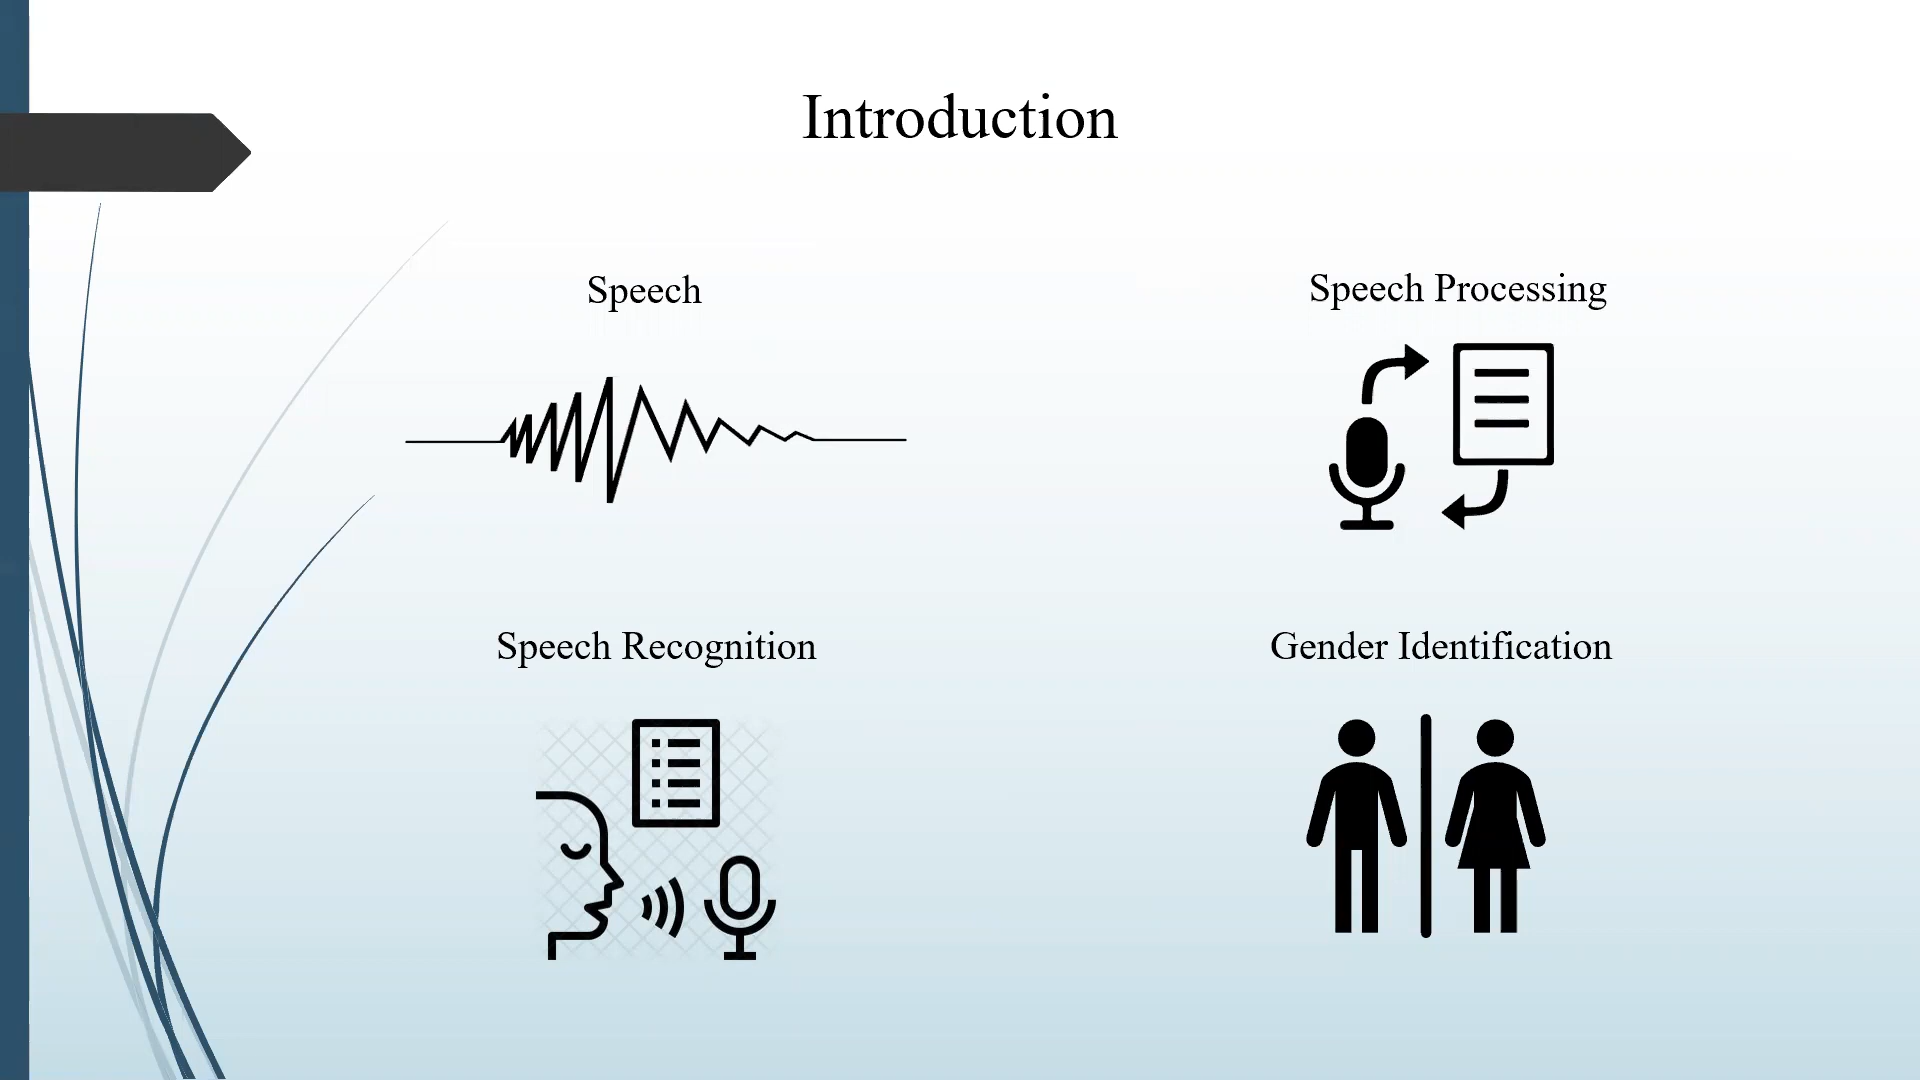 Introduction
Speech
Speech Processing
Speech Recognition
Gender Identification